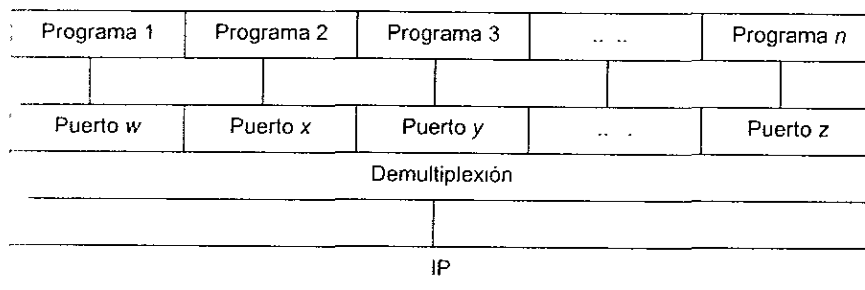 Programa 1 Programa 2 Programa 3 .. .. Programa n
Puerto w Puerto x Puerto y .. . Puerto z
Demultiplexión
IP